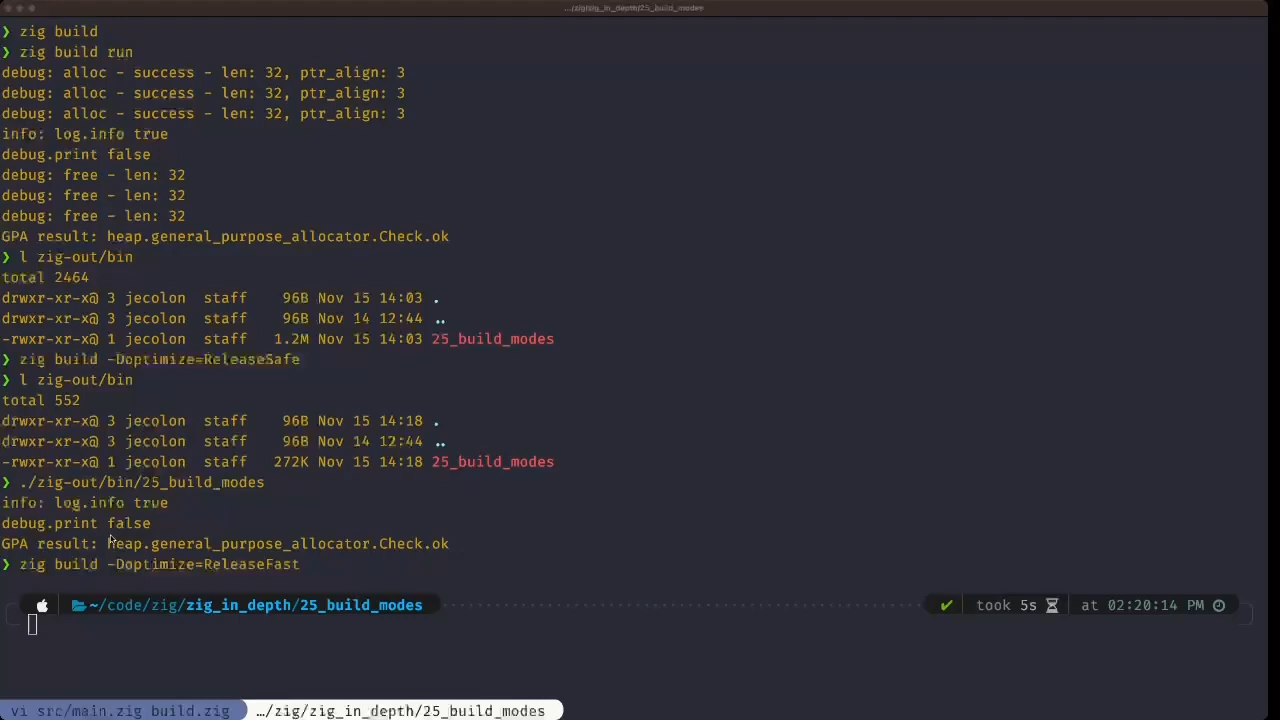 …/zig/zig_in_depth/25_build_modes
❯ zig build
❯ zig build run
debug: alloc - success - len: 32, ptr_align: 3
debug: alloc - success - len: 32, ptr_align: 3
debug: alloc - success - len: 32, ptr_align: 3
info: log.info true
debug.print false
debug: free - len: 32
debug: free - len: 32
debug: free - len: 32
GPA result: heap.general_purpose_allocator.Check.ok
❯ l zig-out/bin
total 2464
drwxr-xr-x@ 3 jecolon  staff    96B Nov 15 14:03 .
drwxr-xr-x@ 3 jecolon  staff    96B Nov 14 12:44 ..
-rwxr-xr-x@ 1 jecolon  staff   1.2M Nov 15 14:03 25_build_modes
❯ zig build -Doptimize=ReleaseSafe
❯ l zig-out/bin
total 552
drwxr-xr-x@ 3 jecolon  staff    96B Nov 15 14:18 .
drwxr-xr-x@ 3 jecolon  staff    96B Nov 14 12:44 ..
-rwxr-xr-x@ 1 jecolon  staff   272K Nov 15 14:18 25_build_modes
❯ ./zig-out/bin/25_build_modes
info: log.info true
debug.print false
GPA result: heap.general_purpose_allocator.Check.ok
❯ zig build -Doptimize=ReleaseFast
~/code/zig/zig_in_depth/25_build_modes ✔ took 5s at 02:20:14 PM
vi src/main.zig build.zig …/zig/zig_in_depth/25_build_modes